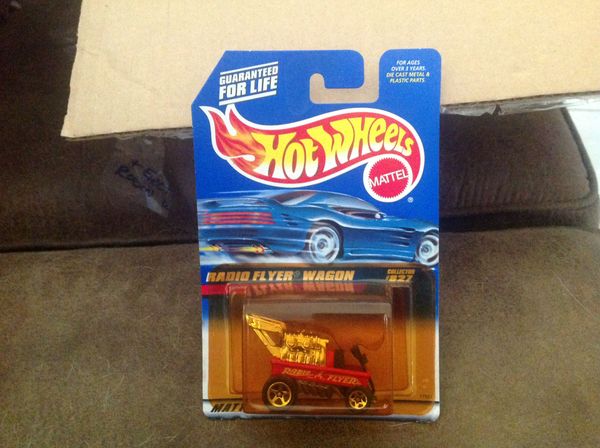 GUARANTEED
FOR LIFE
FOR AGES
OVER 3 YEARS.
DIE CAST METAL &
PLASTIC PARTS.
HOT WHEELS
MATTEL
®
RADIO FLYER® WAGON
COLLECTOR
#827
RADIO FLYER